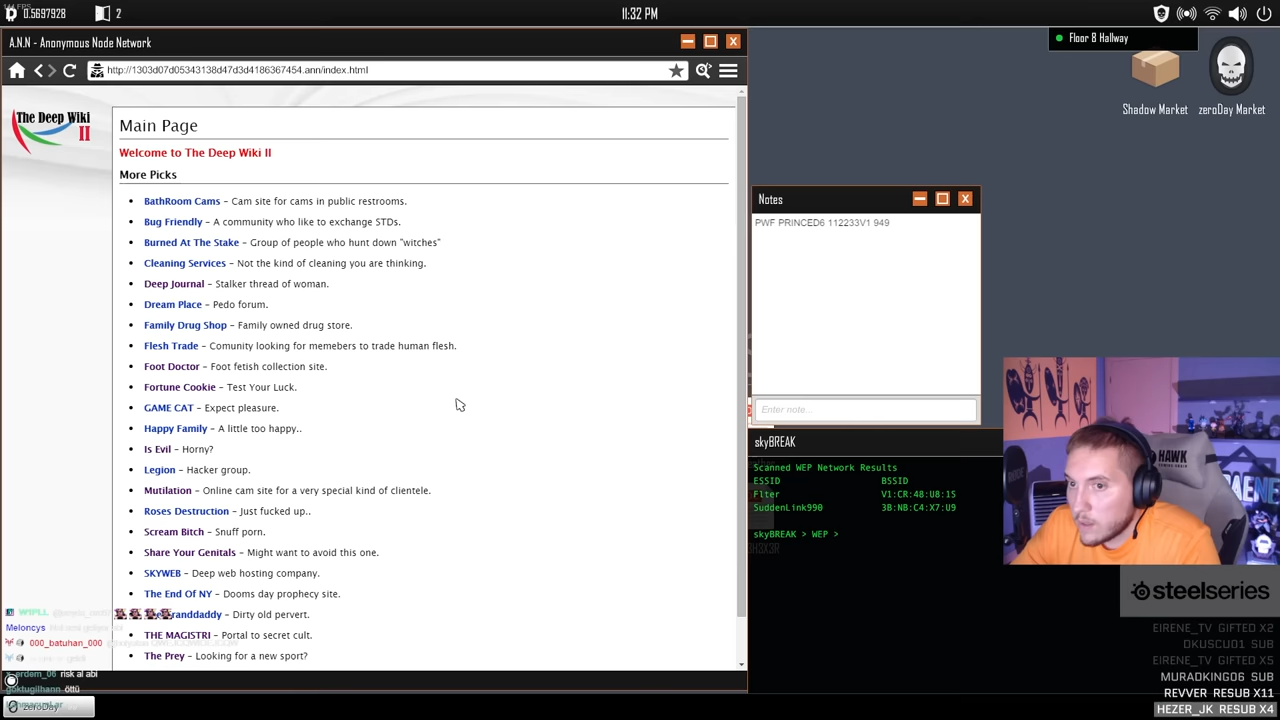 0.5697928
2
11:32 PM
A.N.N - Anonymous Node Network
Floor 8 Hallway
http://1303d07d05343138d47d3d4186367454.ann/index.html
Shadow Market
zeroDay Market
The Deep Wiki
II
Main Page
Welcome to The Deep Wiki II
More Picks
BathRoom Cams - Cam site for cams in public restrooms.
Bug Friendly - A community who like to exchange STDs.
Burned At The Stake - Group of people who hunt down "witches"
Cleaning Services - Not the kind of cleaning you are thinking.
Deep Journal - Stalker thread of woman.
Dream Place - Pedo forum.
Family Drug Shop - Family owned drug store.
Flesh Trade - Comunity looking for memebers to trade human flesh.
Foot Doctor - Foot fetish collection site.
Fortune Cookie - Test Your Luck.
GAME CAT - Expect pleasure.
Happy Family - A little too happy..
Is Evil - Horny?
Legion - Hacker group.
Mutilation - Online cam site for a very special kind of clientele.
Roses Destruction - Just fucked up..
Scream Bitch - Snuff porn.
Share Your Genitals - Might want to avoid this one.
SKYWEB - Deep web hosting company.
The End Of NY - Dooms day prophecy site.
randdaddy - Dirty old pervert.
THE MAGISTRI - Portal to secret cult.
The Prey - Looking for a new sport?
Notes
PWF PRINCED6 112233V1 949
Enter note...
skyBREAK
Scanned WEP Network Results
ESSID BSSID
Flter V1:CR:48:U8:15
SuddenLink990 3B:NB:C4:X7:U9
skyBREAK > WEP >
HAWK
GAMING CHAIR
steelseries
EIRENE_TV GIFTED X2
DKUSCU01 SUB
EIRENE_TV GIFTED X5
MURADKING06 SUB
REVVER RESUB X11
HEZER_JK RESUB X4
W1PLL
Meloncys
000_batuhan_000
erdem_06 risk al abi
goktugilhann öttü
zeroDay